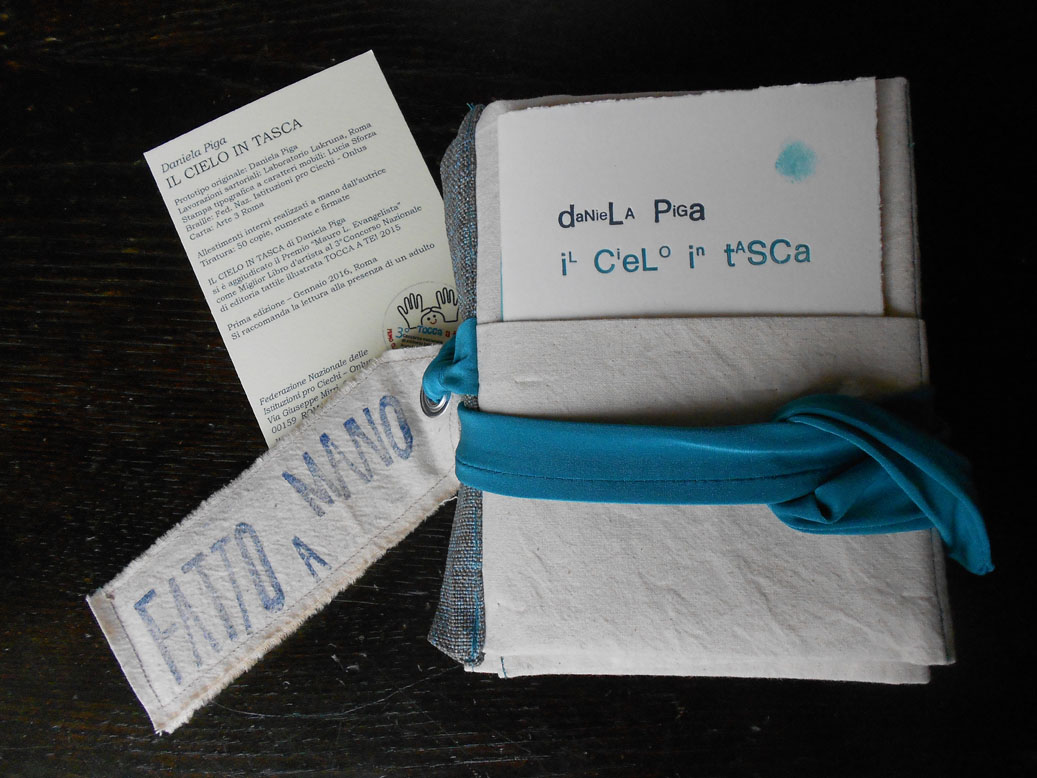 Daniela Piga
IL CIELO IN TASCA
Prototipo originale: Daniela Piga
Lavorazioni sartoriali: Laboratorio Lakruna, Roma
Stampa tipografica a caratteri mobili: Lucia Sforza
Braille: Fed. Naz. Istituzioni pro Ciechi - Onlus
Carta: Arte 3 Roma
Allestimenti interni realizzati a mano dall'autrice
Tiratura: 50 copie, numerate e firmate
IL CIELO IN TASCA di Daniela Piga
si è aggiudicato il Premio "Mauro L. Evangelista"
come Miglior Libro d'artista al 3° Concorso Nazionale
di editoria tattile illustrata TOCCA A TE! 2015
Prima edizione – Gennaio 2016, Roma
Si raccomanda la lettura alla presenza di un adulto
3° Tocca a
Federazione Nazionale delle
Istituzioni pro Ciechi - Onlus
Via Giuseppe
00159 ROMA
FATTO A MANO
daNieLA PiGa
iL CieLO in tASCa